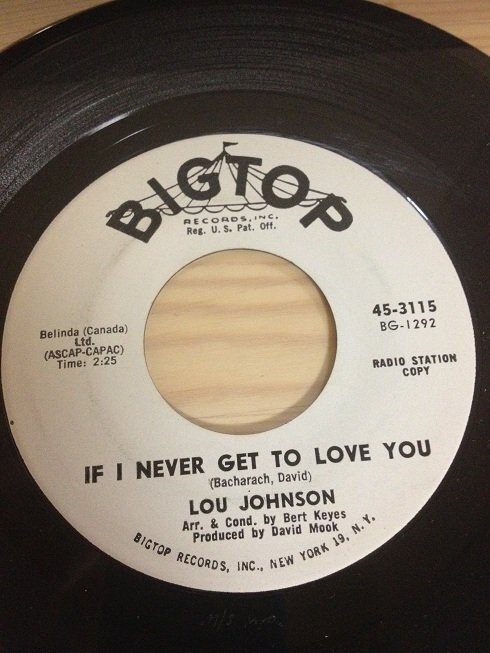 BIGTOP
RECORDS, INC.
Reg. U. S. Pat. Off.
45-3115
BG-1292
Belinda (Canada)
Ltd.
(ASCAP-CAPAC)
Time: 2:25
RADIO STATION
COPY
IF I NEVER GET TO LOVE YOU
(Bacharach, David)
LOU JOHNSON
Arr. & Cond. by Bert Keyes
Produced by David Mook
BIGTOP RECORDS, INC., NEW YORK 19, N.Y.